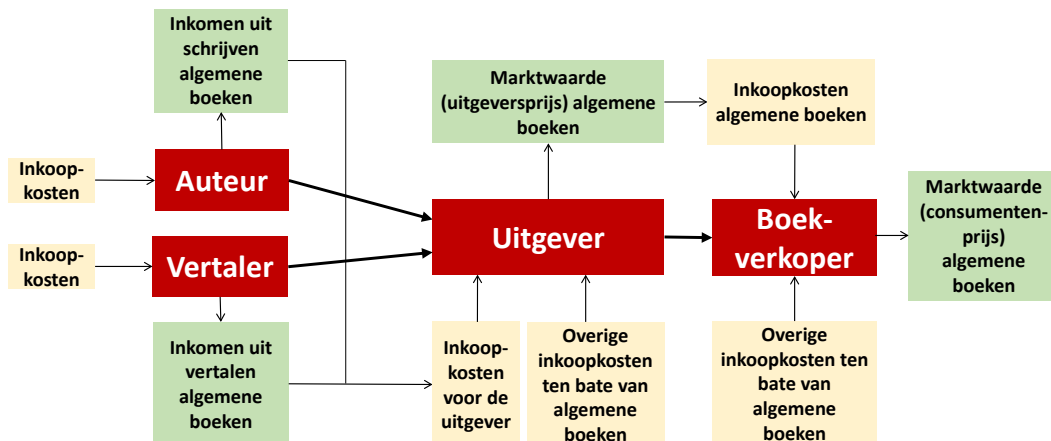 Inkomen uit
schrijven
algemene
boeken
Marktwaarde
(uitgeversprijs) algemene
boeken
Inkoopkosten
algemene boeken
Inkoop-
kosten
Auteur
Inkoop-
kosten
Vertaler
Uitgever
Boek-
verkoper
Marktwaarde
(consumenten-
prijs)
algemene
boeken
Inkomen uit
vertalen
algemene
boeken
Inkoop-
kosten
voor de
uitgever
Overige
inkoopkosten
ten bate van
algemene
boeken
Overige
inkoopkosten ten
bate van
algemene
boeken